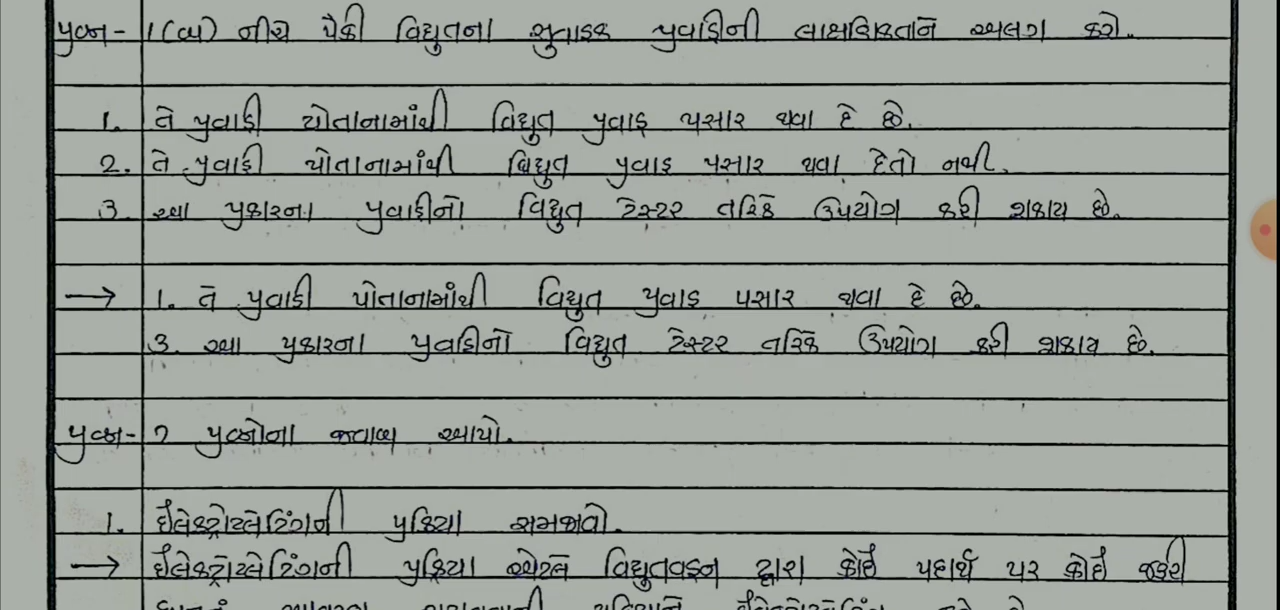 પ્રશ્ન - 1(બ) નીચે પૈકી વિદ્યુતના સુવાહક પ્રવાહીની લાક્ષણિકતાને અલગ કરો.
1. તે પ્રવાહી પોતાનામાંથી વિદ્યુત પ્રવાહ પસાર થવા દે છે.
2. તે પ્રવાહી પોતાનામાંથી વિદ્યુત પ્રવાહ પસાર થવા દેતો નથી.
3. આ પ્રકારના પ્રવાહીનો વિદ્યુત ટેસ્ટર તરિકે ઉપયોગ કરી શકાય છે.
→ 1. તે પ્રવાહી પોતાનામાંથી વિદ્યુત પ્રવાહ પસાર થવા દે છે.
3. આ પ્રકારના પ્રવહિનો વિદ્યુત ટેસ્ટર તરિકે ઉપયોગ કરી શકાય છે.
પ્રશ્ન - 2 પ્રશ્નોના જવાબ આપો.
1. ઈલેક્ટ્રોપ્લેટિંગની પ્રક્રિયા સમજાવો.
→ ઈલેક્ટ્રોપ્લેટિંગની પ્રક્રિયા એટલે વિદ્યુતવહન દ્વારા કોઈ પદાર્થ પર કોઈ જરૂરી